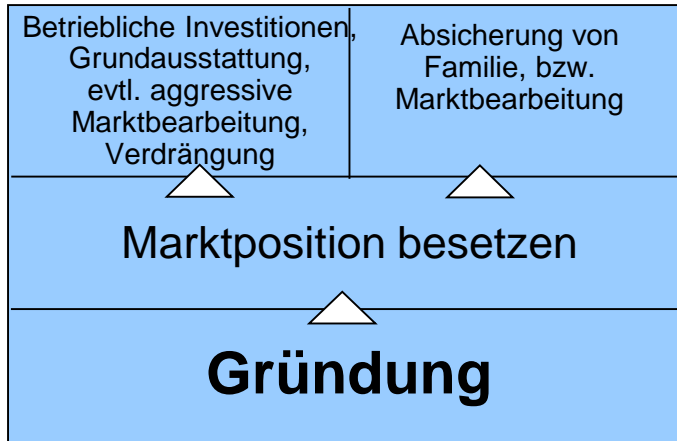 Betriebliche Investitionen,
Grundausstattung,
evtl. aggressive
Marktbearbeitung,
Verdrängung
Absicherung von
Familie, bzw.
Marktbearbeitung
Marktposition besetzen
Gründung